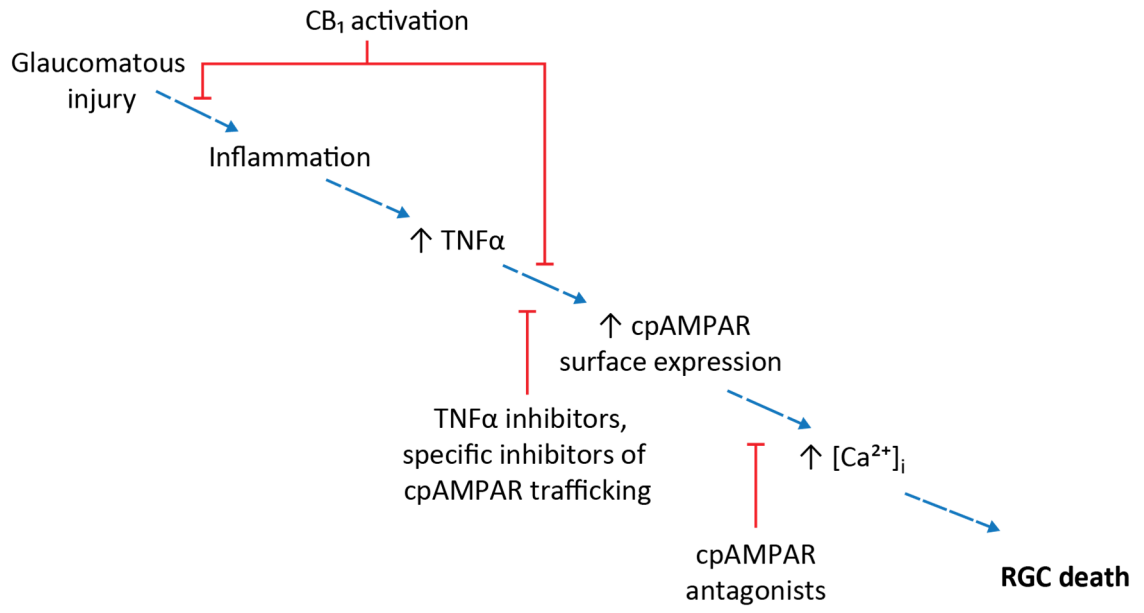 CB₁ activation
Glaucomatous
injury
Inflammation
↑ TNFα
↑ cpAMPAR
surface expression
TNFα inhibitors,
specific inhibitors of
cpAMPAR trafficking
↑ [Ca²⁺]ᵢ
cpAMPAR
antagonists
RGC death